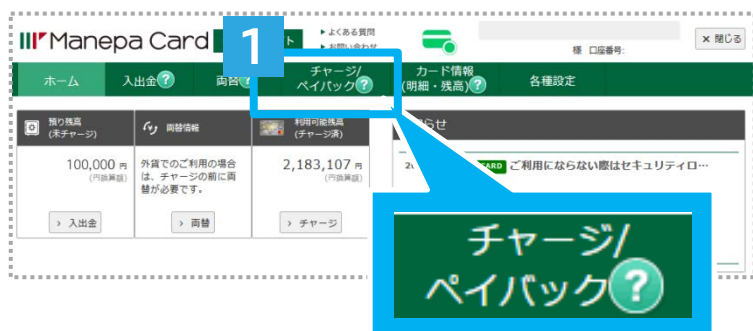 Manepa Card
ト
▸よくある質問
▸お問い合わせ
様 口座番号:
× 閉じる
1
ホーム
入出金?
両替?
チャージ/
ペイバック?
カード情報
(明細・残高)?
各種設定
預り残高
(未チャージ)
両替情報
利用可能残高
(チャージ済)
らせ
100,000 円
(円換算額)
外貨でのご利用の場合
は、チャージの前に両
替が必要です。
2,183,107 円
(円換算額)
ARD ご利用にならない際はセキュリティロ…
> 入出金
> 両替
> チャージ
チャージ/
ペイバック?